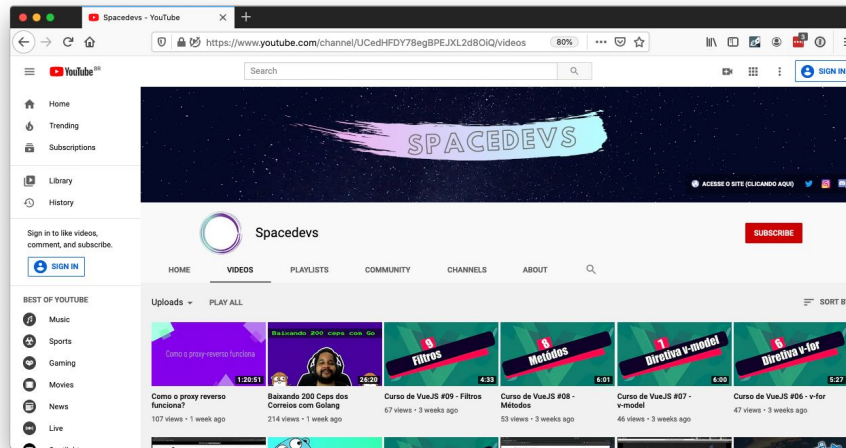 Spacedevs - YouTube
https://www.youtube.com/channel/UCedHFDY78egBPEJXL2d8OiQ/videos
80%
3
YouTube BR
Search
SIGN IN
Home
Trending
Subscriptions
Library
History
Sign in to like videos,
comment, and subscribe.
SIGN IN
BEST OF YOUTUBE
Music
Sports
Gaming
Movies
News
Live
SPACEDEVS
ACESSE O SITE (CLICANDO AQUI)
Spacedevs
SUBSCRIBE
HOME VIDEOS PLAYLISTS COMMUNITY CHANNELS ABOUT
Uploads PLAY ALL SORT
Como o proxy-reverso funciona
1:20:51
Como o proxy reverso
funciona?
107 views • 1 week ago
Baixando 200 ceps com Go
26:20
Baixando 200 Ceps dos
Correios com Golang
214 views • 1 week ago
9
Filtros
4:33
Curso de VueJS #09 - Filtros
67 views • 3 weeks ago
8
Metódos
6:01
Curso de VueJS #08 -
Métodos
53 views • 3 weeks ago
Diretiva v-model
6:00
Curso de VueJS #07 -
v-model
46 views • 3 weeks ago
6
Diretiva v-for
5:27
Curso de VueJS #06 - v-for
47 views • 3 weeks ago